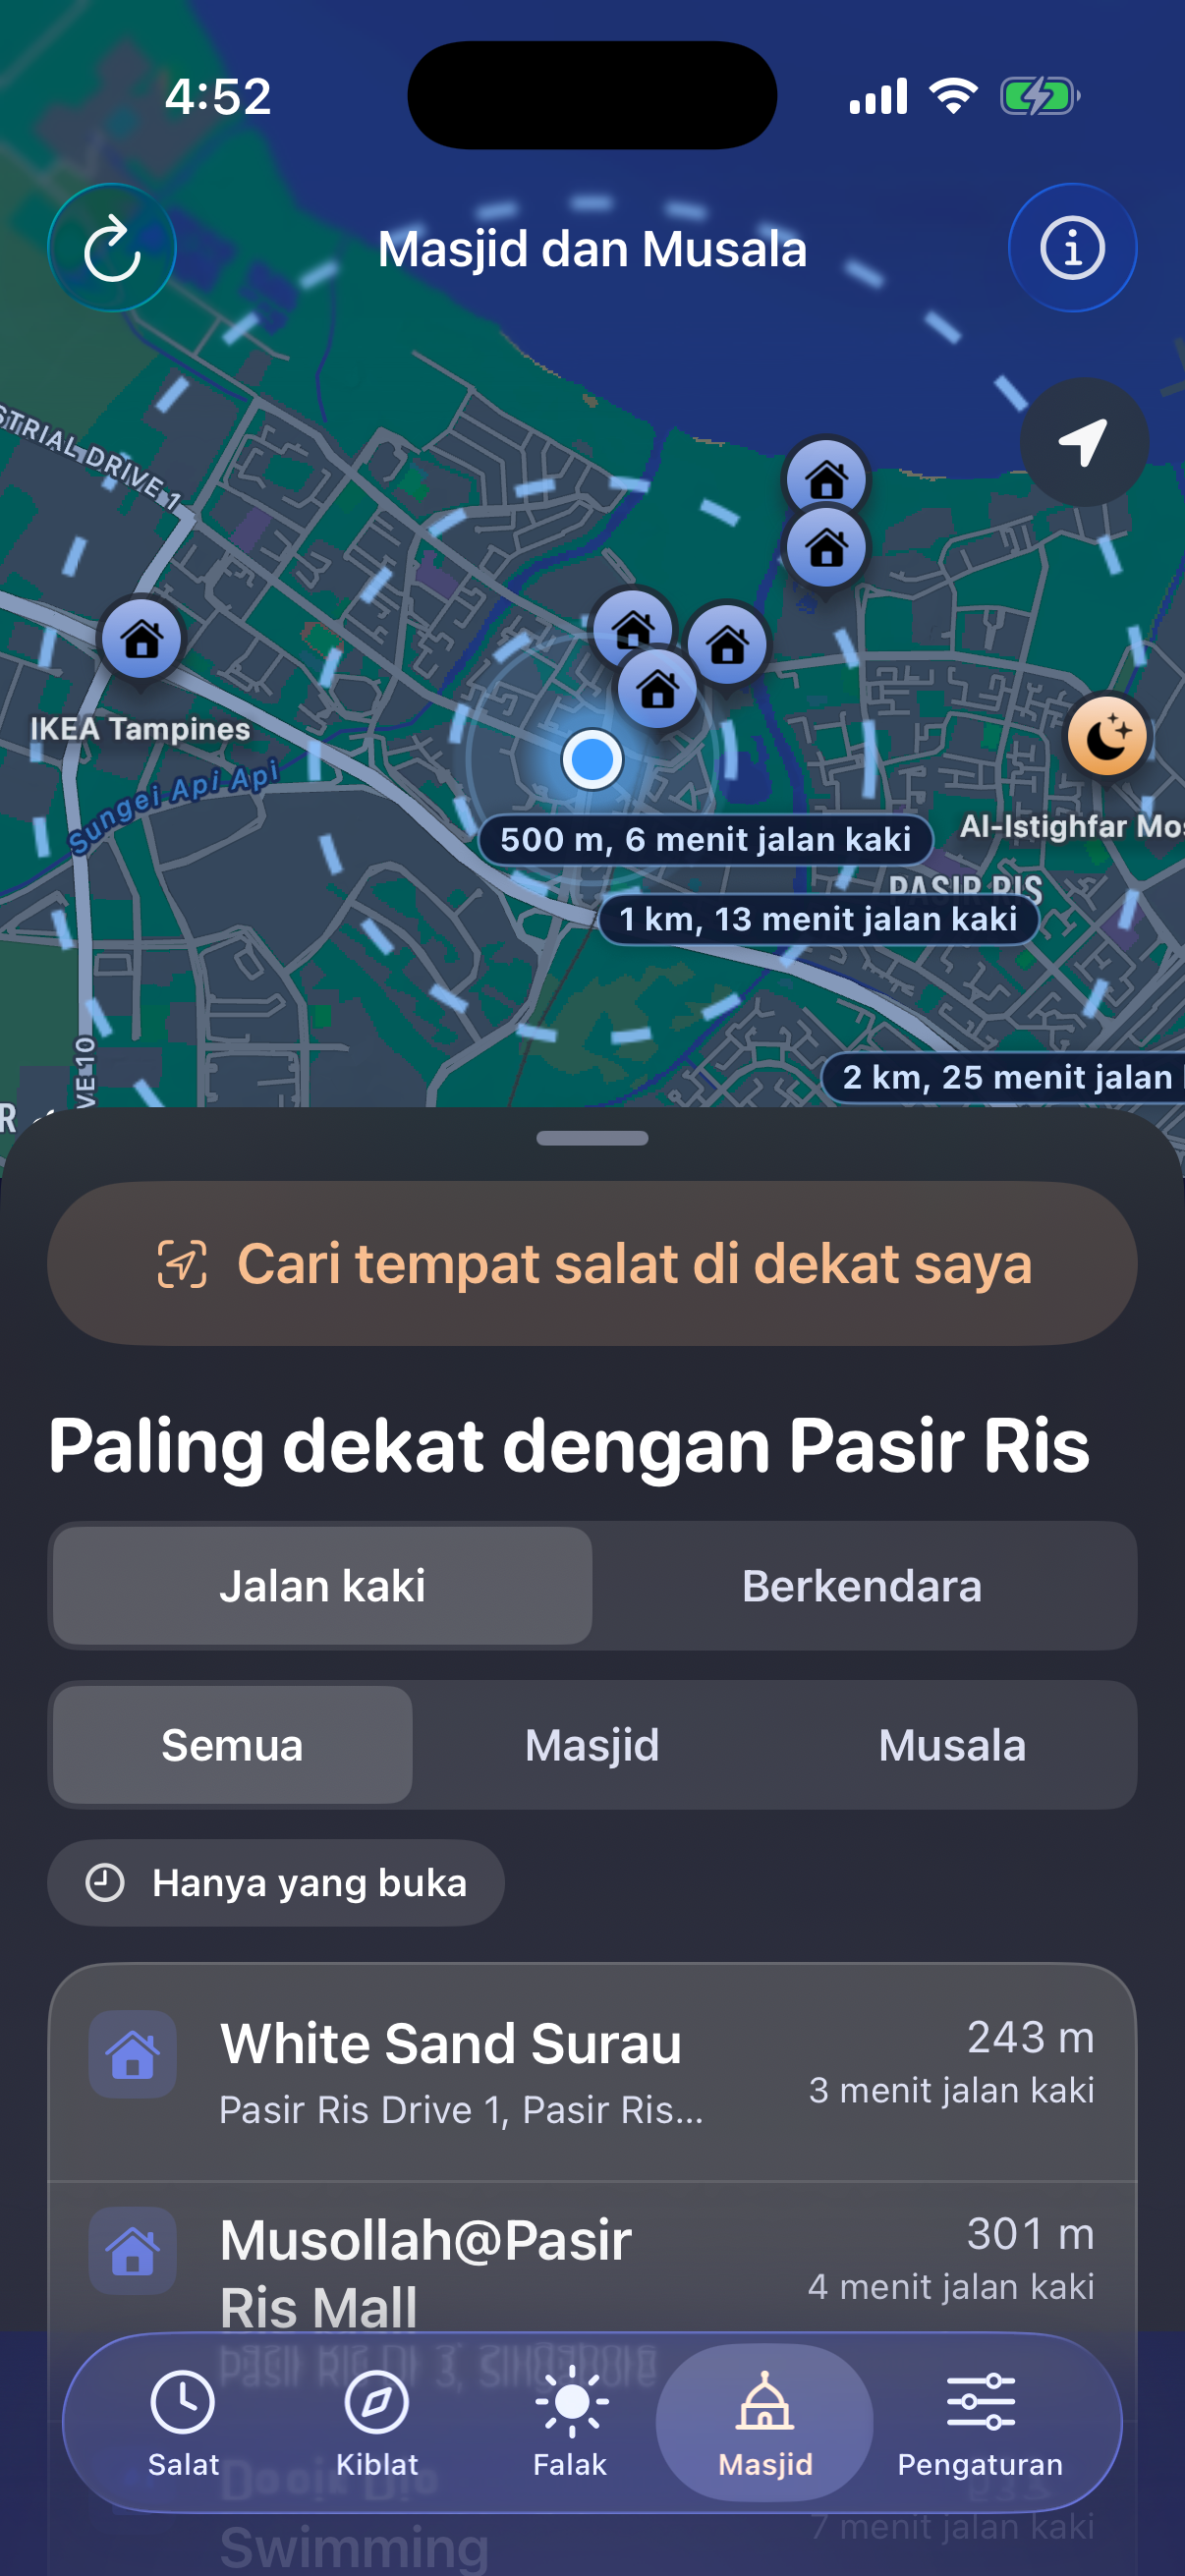 4:52
Masjid dan Musala
STRIAL DRIVE 1
IKEA Tampines
Sungei Api Api
Al-Istighfar Mos
500 m, 6 menit jalan kaki
PASIR RIS
1 km, 13 menit jalan kaki
VE 10
2 km, 25 menit jalan
R
Cari tempat salat di dekat saya
Paling dekat dengan Pasir Ris
Jalan kaki
Berkendara
Semua
Masjid
Musala
Hanya yang buka
White Sand Surau
243 m
Pasir Ris Drive 1, Pasir Ris...
3 menit jalan kaki
Musollah@Pasir
Ris Mall
301 m
4 menit jalan kaki
Salat
Kiblat
Falak
Masjid
Pengaturan
Swimming
7 menit jalan kaki